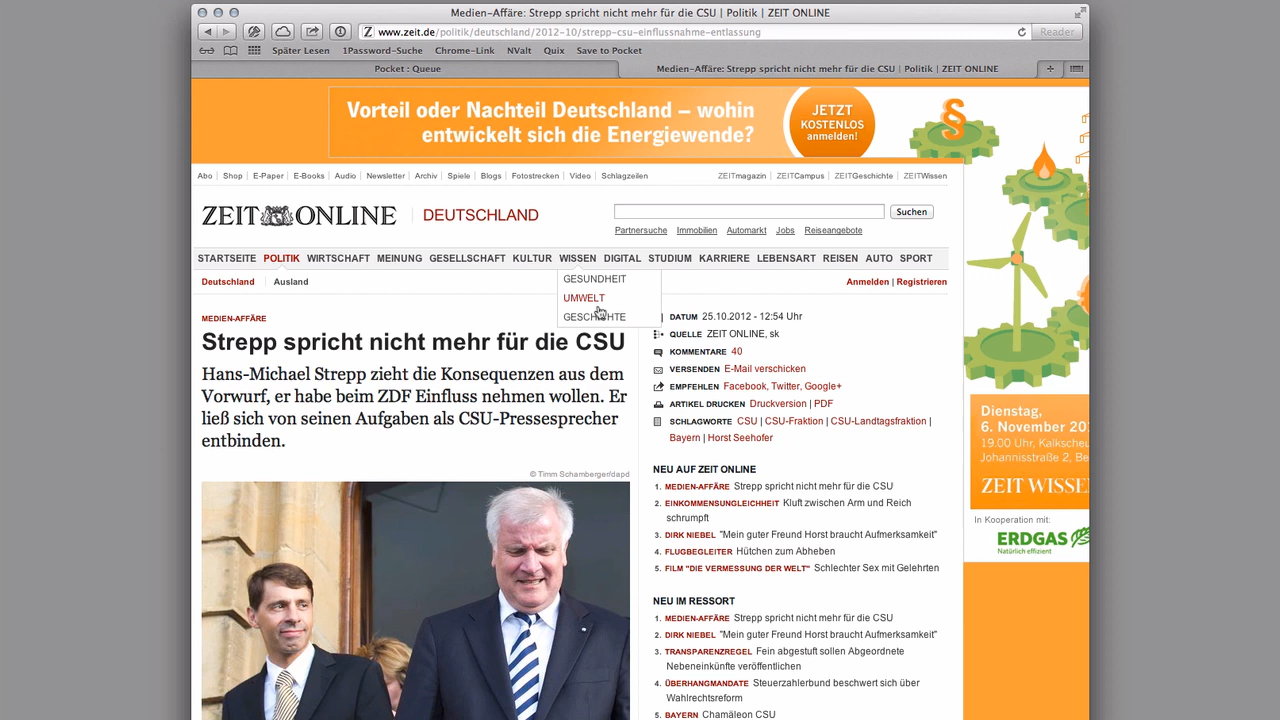 Medien-Affäre: Strepp spricht nicht mehr für die CSU | Politik | ZEIT ONLINE
www.zeit.de/politik/deutschland/2012-10/strepp-csu-einflussnahme-entlassung
Reader
Später Lesen 1Password-Suche Chrome-Link NValt Quix Save to Pocket
Pocket : Queue
Medien-Affäre: Strepp spricht nicht mehr für die CSU | Politik | ZEIT ONLINE
Vorteil oder Nachteil Deutschland – wohin
entwickelt sich die Energiewende?
JETZT
KOSTENLOS
anmelden!
§
Abo | Shop | E-Paper | E-Books | Audio | Newsletter | Archiv | Spiele | Blogs | Fotostrecken | Video | Schlagzeilen
ZEITmagazin | ZEITCampus | ZEITGeschichte | ZEITWissen
ZEIT ONLINE | DEUTSCHLAND
Suchen
Partnersuche Immobilien Automarkt Jobs Reiseangebote
STARTSEITE POLITIK WIRTSCHAFT MEINUNG GESELLSCHAFT KULTUR WISSEN DIGITAL STUDIUM KARRIERE LEBENSART REISEN AUTO SPORT
Deutschland | Ausland
Anmelden | Registrieren
GESUNDHEIT
UMWELT
GESCHICHTE
MEDIEN-AFFÄRE
Strepp spricht nicht mehr für die CSU
Hans-Michael Strepp zieht die Konsequenzen aus dem
Vorwurf, er habe beim ZDF Einfluss nehmen wollen. Er
ließ sich von seinen Aufgaben als CSU-Pressesprecher
entbinden.
© Timm Schamberger/dapd
DATUM 25.10.2012 - 12:54 Uhr
QUELLE ZEIT ONLINE, sk
KOMMENTARE 40
VERSENDEN E-Mail verschicken
EMPFEHLEN Facebook, Twitter, Google+
ARTIKEL DRUCKEN Druckversion | PDF
SCHLAGWORTE CSU | CSU-Fraktion | CSU-Landtagsfraktion |
Bayern | Horst Seehofer
NEU AUF ZEIT ONLINE
1. MEDIEN-AFFÄRE Strepp spricht nicht mehr für die CSU
2. EINKOMMENSUNGLEICHHEIT Kluft zwischen Arm und Reich
schrumpft
3. DIRK NIEBEL "Mein guter Freund Horst braucht Aufmerksamkeit"
4. FLUGBEGLEITER Hütchen zum Abheben
5. FILM "DIE VERMESSUNG DER WELT" Schlechter Sex mit Gelehrten
NEU IM RESSORT
1. MEDIEN-AFFÄRE Strepp spricht nicht mehr für die CSU
2. DIRK NIEBEL "Mein guter Freund Horst braucht Aufmerksamkeit"
3. TRANSPARENZREGEL Fein abgestuft sollen Abgeordnete
Nebeneinkünfte veröffentlichen
4. ÜBERHANGMANDATE Steuerzahlerbund beschwert sich über
Wahlrechtsreform
5. BAYERN Chamäleon CSU
Dienstag,
6. November 201
19:00 Uhr, Kalkscheu
Johannisstraße 2, Be
ZEIT WISSE
In Kooperation mit:
ERDGAS
Natürlich effizient